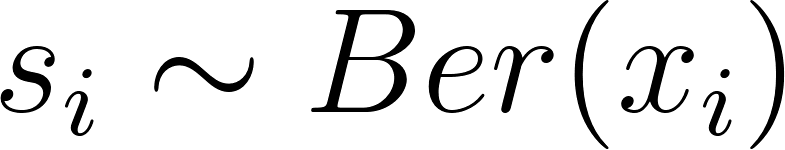 s_i ∼ Ber(x_i)